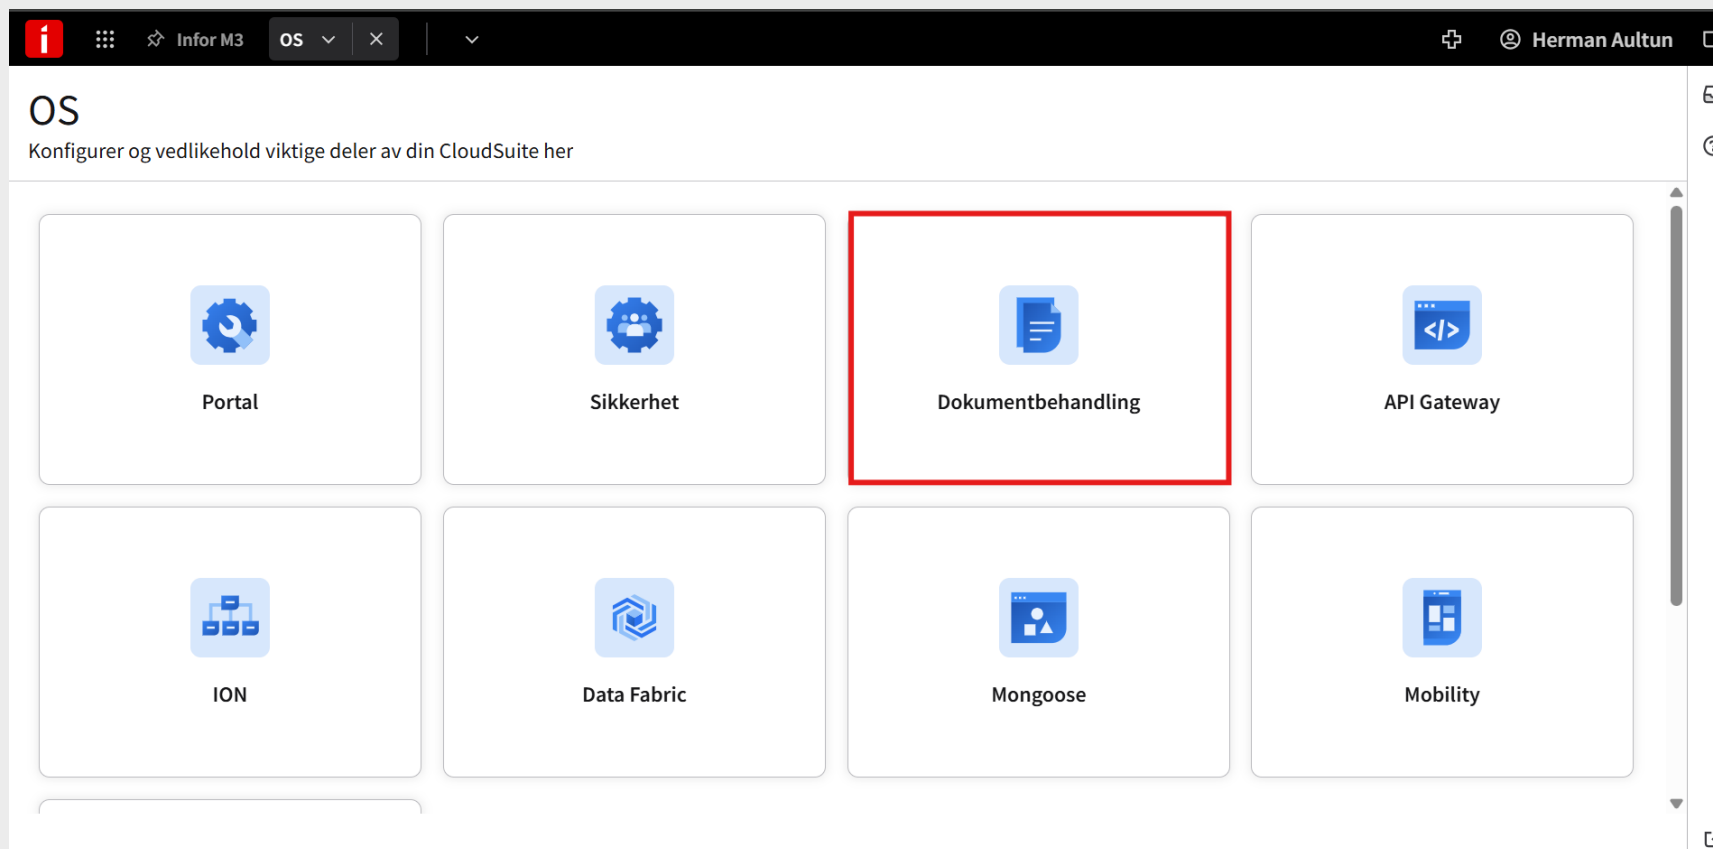 Infor M3
OS
Herman Aultun
OS
Konfigurer og vedlikehold viktige deler av din CloudSuite her
Portal
Sikkerhet
Dokumentbehandling
API Gateway
ION
Data Fabric
Mongoose
Mobility